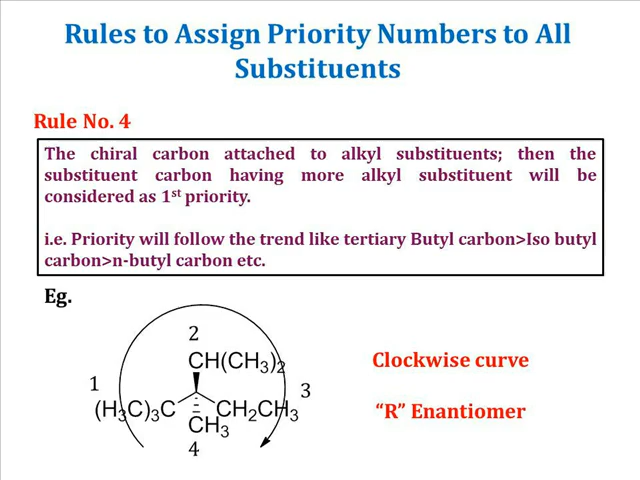 Rules to Assign Priority Numbers to All
Substituents
Rule No. 4
The chiral carbon attached to alkyl substituents; then the
substituent carbon having more alkyl substituent will be
considered as 1st priority.
i.e. Priority will follow the trend like tertiary Butyl carbon>Iso butyl
carbon>n-butyl carbon etc.
Eg.
2
CH(CH3)2
Clockwise curve
1
3
(H3C)3C CH2CH3
"R" Enantiomer
CH3
4